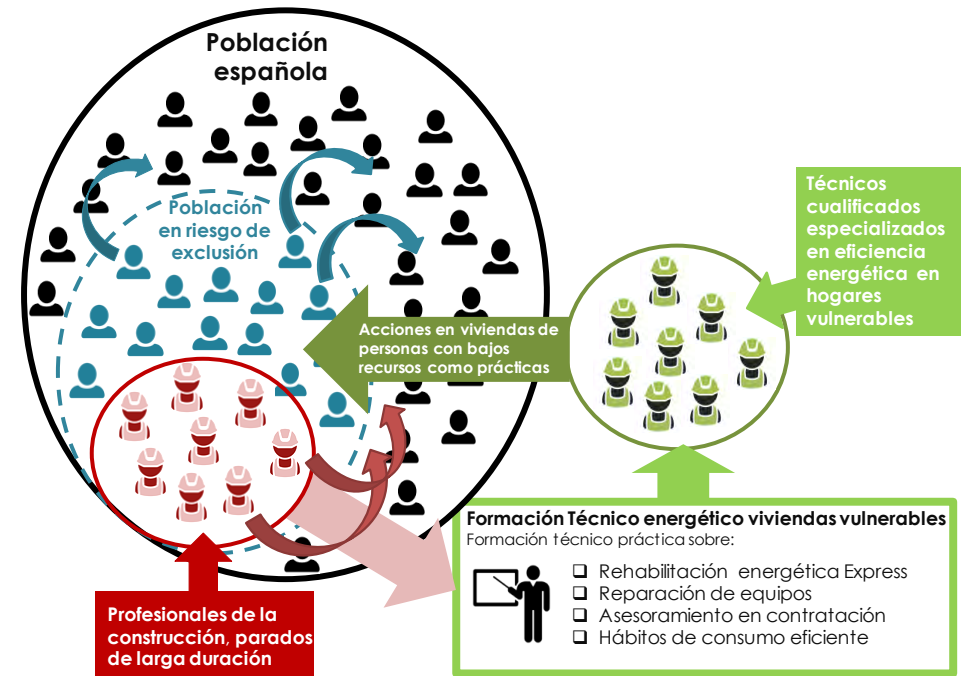 Población
española
Población
en riesgo de
exclusión
Acciones en viviendas de
personas con bajos
recursos como prácticas
Técnicos
cualificados
especializados
en eficiencia
energética en
hogares
vulnerables
Profesionales de la
construcción, parados
de larga duración
Formación Técnico energético viviendas vulnerables
Formación técnico práctica sobre:
❑ Rehabilitación energética Express
❑ Reparación de equipos
❑ Asesoramiento en contratación
❑ Hábitos de consumo eficiente